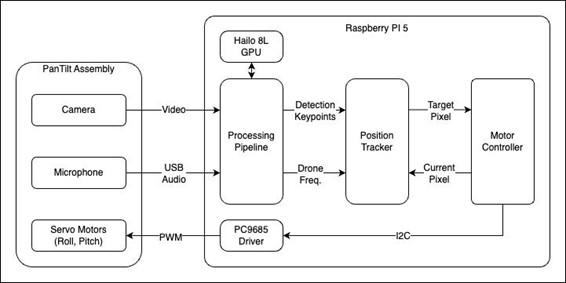 Raspberry PI 5
Hailo 8L
GPU
PanTilt Assembly
Camera
Video
Processing
Pipeline
Detection
Keypoints
Position
Tracker
Target
Pixel
Motor
Controller
Microphone
USB
Audio
Drone
Freq.
Current
Pixel
Servo Motors
(Roll, Pitch)
PWM
PC9685
Driver
I2C